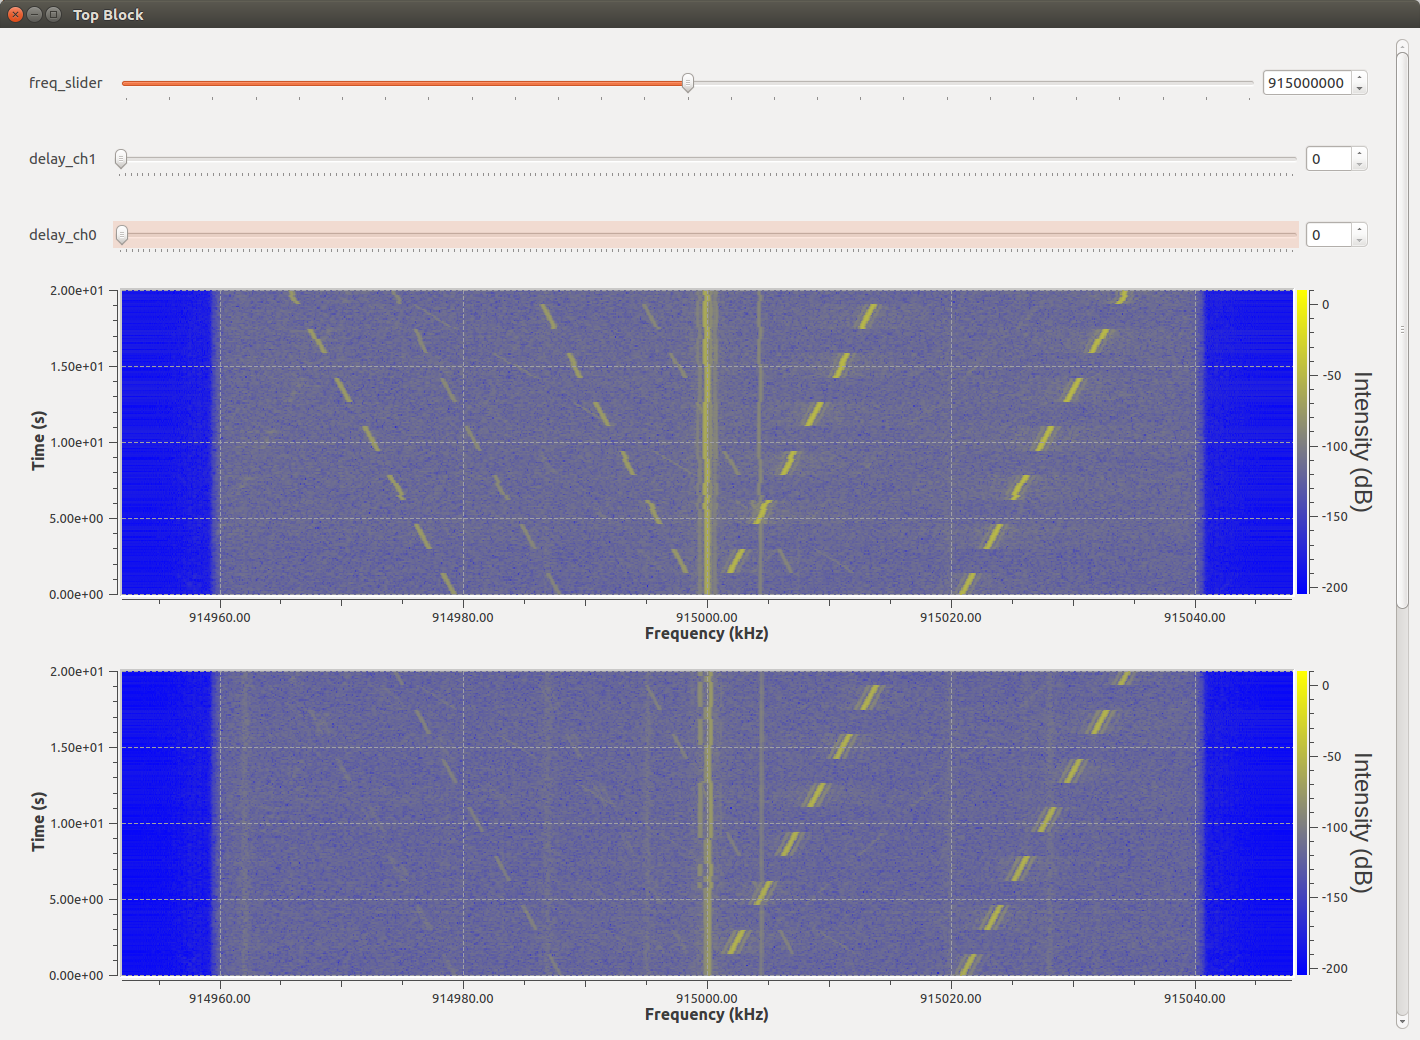 Top Block
freq_slider 915000000
delay_ch1 0
delay_ch0 0
2.00e+01
1.50e+01
1.00e+01
5.00e+00
0.00e+00
Time (s)
914960.00 914980.00 915000.00 915020.00 915040.00
Frequency (kHz)
0
-50
-100
-150
-200
Intensity (dB)
2.00e+01
1.50e+01
1.00e+01
5.00e+00
0.00e+00
Time (s)
914960.00 914980.00 915000.00 915020.00 915040.00
Frequency (kHz)
0
-50
-100
-150
-200
Intensity (dB)